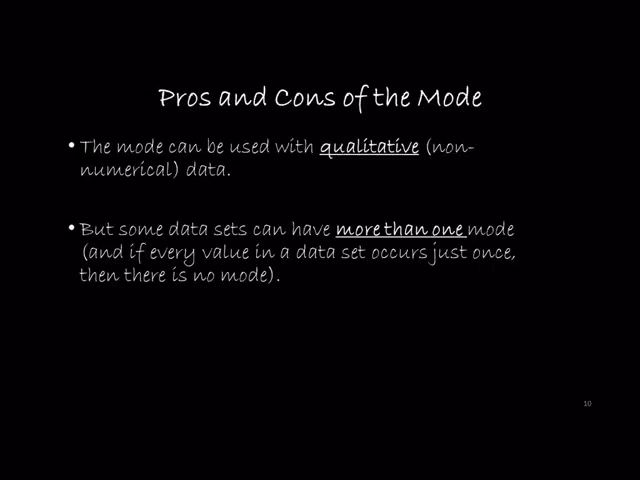 Pros and Cons of the Mode
• The mode can be used with qualitative (non-
numerical) data.
• But some data sets can have more than one mode
(and if every value in a data set occurs just once,
then there is no mode).
10